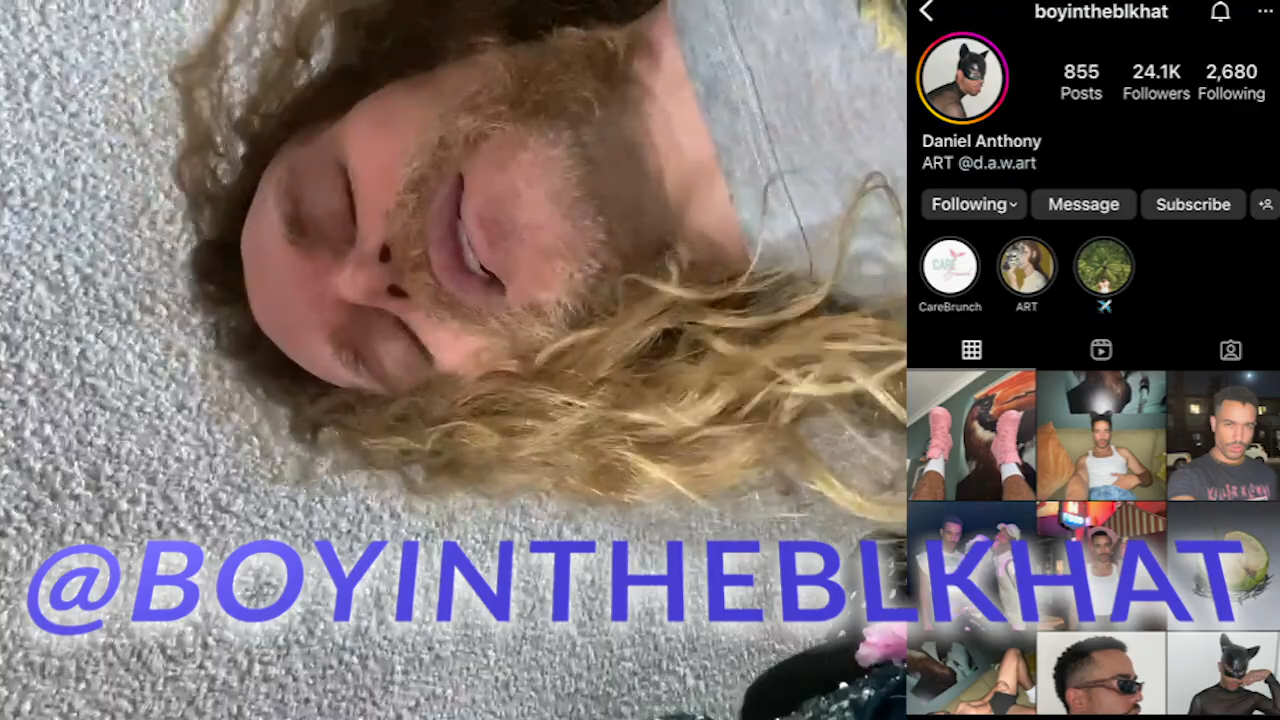 boyintheblkhat
855 24.1K 2,680
Posts Followers Following
Daniel Anthony
ART @d.a.w.art
Following Message Subscribe
CARE
CareBrunch ART
@BOYINTHEBLKHAT